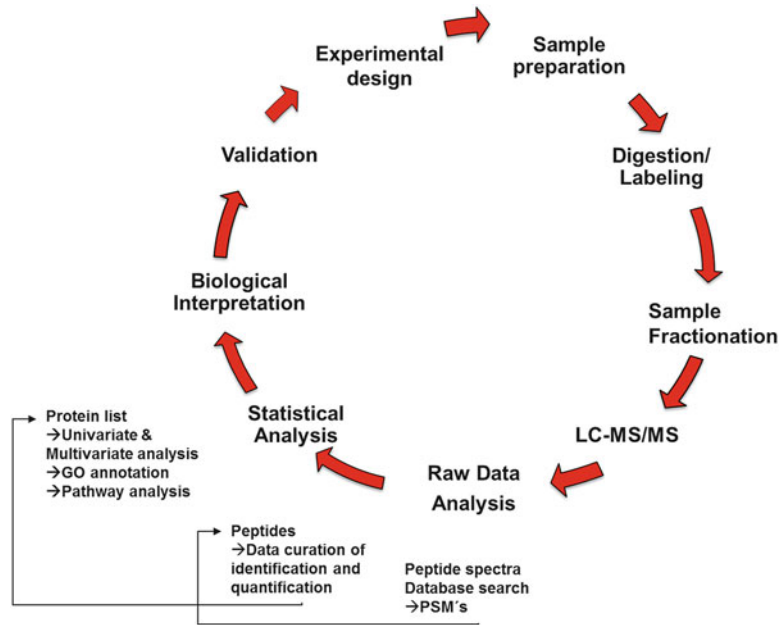 Experimental
design
Sample
preparation
Digestion/
Labeling
Sample
Fractionation
LC-MS/MS
Raw Data
Analysis
Statistical
Analysis
Biological
Interpretation
Validation
Protein list
→Univariate &
Multivariate analysis
→GO annotation
→Pathway analysis
Peptides
→Data curation of
identification and
quantification
Peptide spectra
Database search
→PSM´s